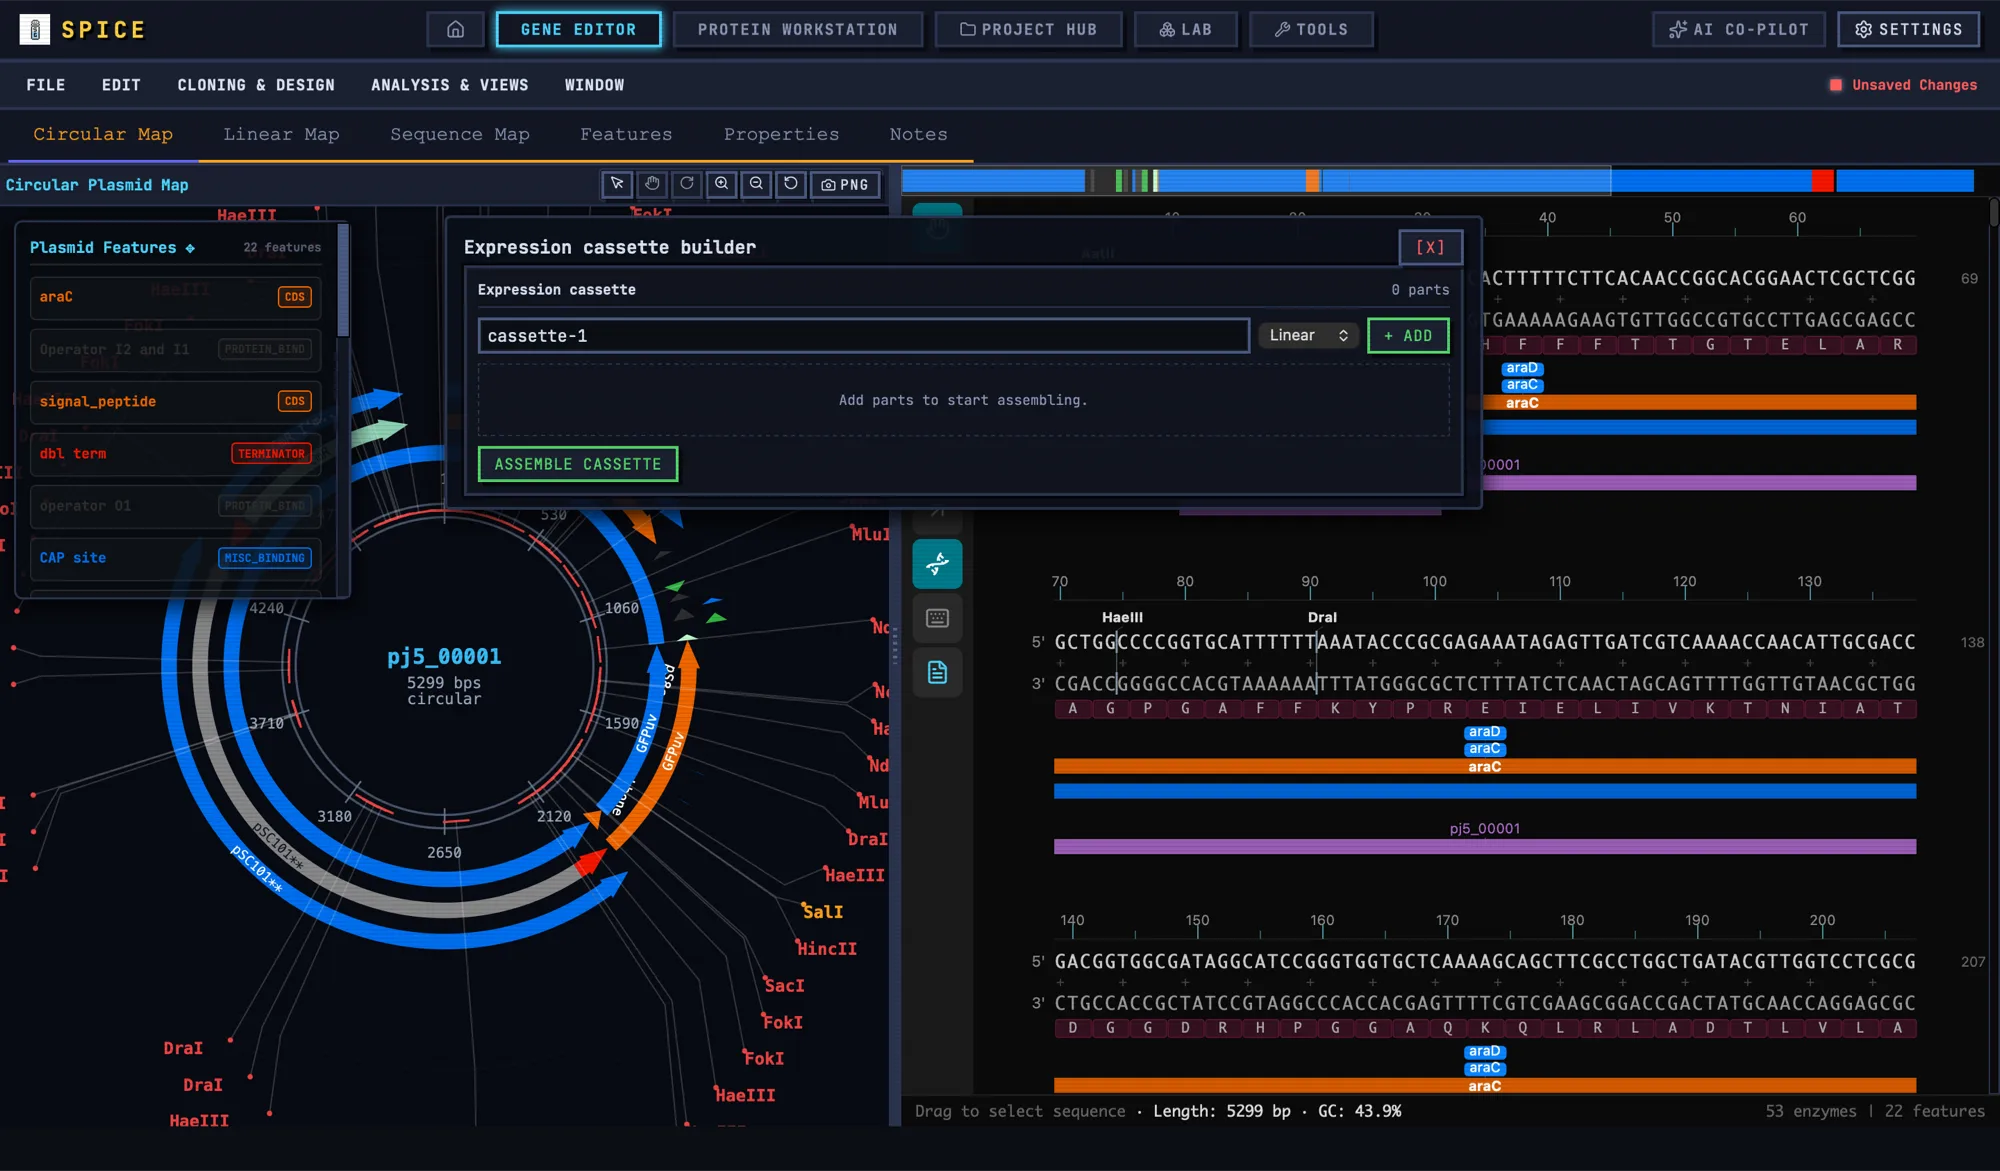 SPICE
GENE EDITOR
PROTEIN WORKSTATION
PROJECT HUB
LAB
TOOLS
AI CO-PILOT
SETTINGS
FILE
EDIT
CLONING & DESIGN
ANALYSIS & VIEWS
WINDOW
Unsaved Changes
Circular Map
Linear Map
Sequence Map
Features
Properties
Notes
Circular Plasmid Map
PNG
Plasmid Features
22 features
araC
CDS
Operator I2 and I1
PROTEIN_BIND
signal_peptide
CDS
dbl term
TERMINATOR
operator O1
PROTEIN_BIND
CAP site
MISC_BINDING
HaeIII
FokI
Expression cassette builder
[X]
Expression cassette
0 parts
cassette-1
Linear
+ ADD
Add parts to start assembling.
ASSEMBLE CASSETTE
530
1060
1590
2120
2650
3180
3710
4240
pj5_00001
5299 bps
circular
GFPuv
GFPuv
pSC101**
pSC101**
MluI
DraI
HaeIII
SalI
HincII
SacI
FokI
FokI
HaeIII
DraI
DraI
HaeIII
40 50 60
ACTTTTTCTTCACAACCGGCACGGAACTCGCTCGG
69
TGAAAAAGAAGTGTTGGCCGTGCCTTGAGCGAGCC
H F F F T T G T E L A R
araD
araC
araC
70 80 90 100 110 120 130
HaeIII
DraI
5' GCTGGCCCCGGTGCATTTTTTAAATACCCGCGAGAAATAGAGTTGATCGTCAAAACCAACATTGCGACC 138
3' CGACCGGGGCCACGTAAAAAATTTATGGGCGCTCTTTATCTCAACTAGCAGTTTTGGTTGTAACGCTGG
A G P G A F F K Y P R E I E L I V K T N I A T
araD
araC
araC
pj5_00001
140 150 160 170 180 190 200
5' GACGGTGGCGATAGGCATCCGGGTGGTGCTCAAAAGCAGCTTCGCCTGGCTGATACGTTGGTCCTCGCG 207
3' CTGCCACCGCTATCCGTAGGCCCACCACGAGTTTTCGTCGAAGCGGACCGACTATGCAACCAGGAGCGC
D G G D R H P G G A Q K Q L R L A D T L V L A
araD
araC
araC
Drag to select sequence · Length: 5299 bp · GC: 43.9%
53 enzymes | 22 features